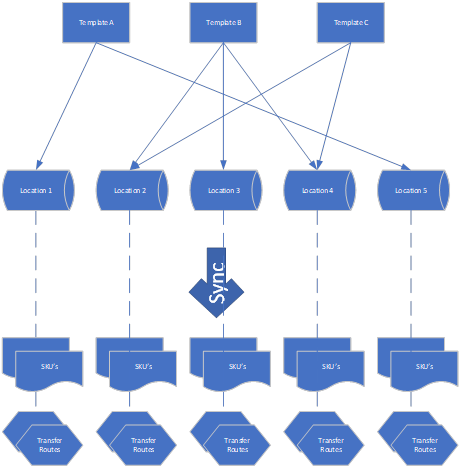 Template A
Template B
Template C
Location 1
Location 2
Location 3
Location 4
Location 5
Sync
SKU's
SKU's
SKU's
SKU's
SKU's
Transfer
Routes
Transfer
Routes
Transfer
Routes
Transfer
Routes
Transfer
Routes